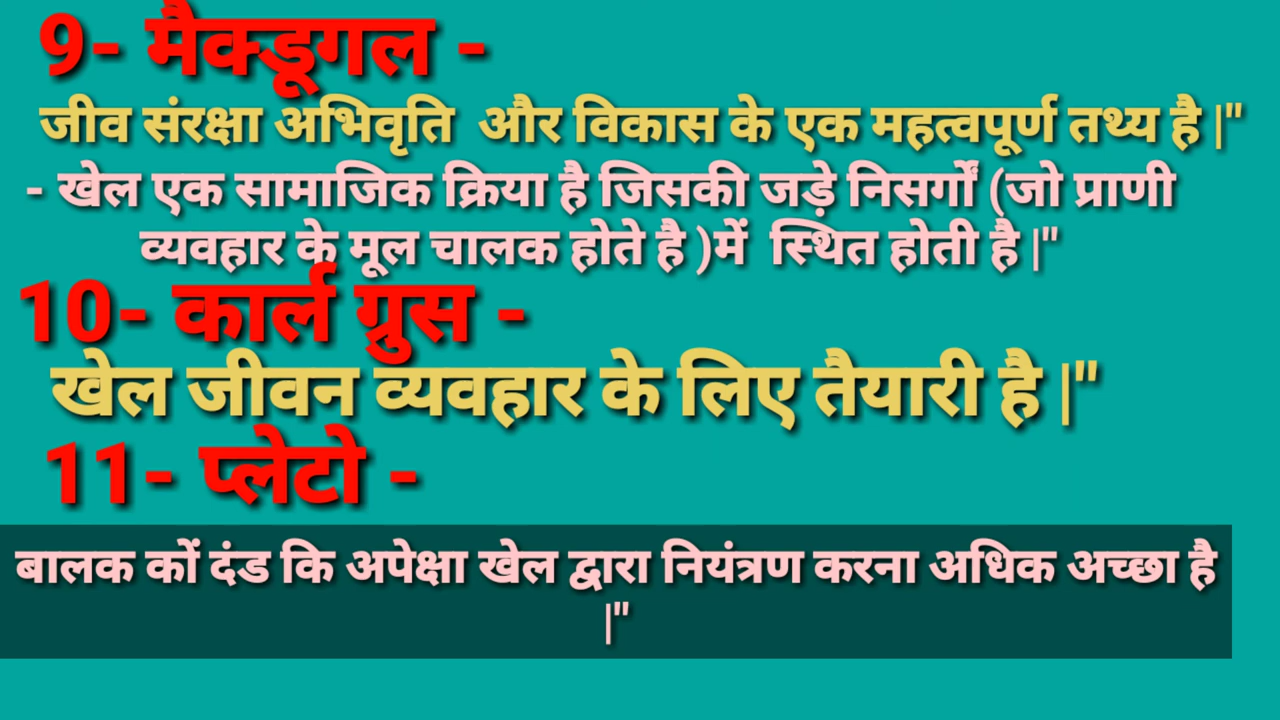 9- मैक्डूगल -
जीव संरक्षा अभिवृति  और विकास के एक महत्वपूर्ण तथ्य है |"
- खेल एक सामाजिक क्रिया है जिसकी जड़े निसर्गों (जो प्राणी
व्यवहार के मूल चालक होते है )में  स्थित होती है |"
10- कार्ल ग्रुस -
खेल जीवन व्यवहार के लिए तैयारी है |"
11- प्लेटो -
बालक कों दंड कि अपेक्षा खेल द्वारा नियंत्रण करना अधिक अच्छा है
|"